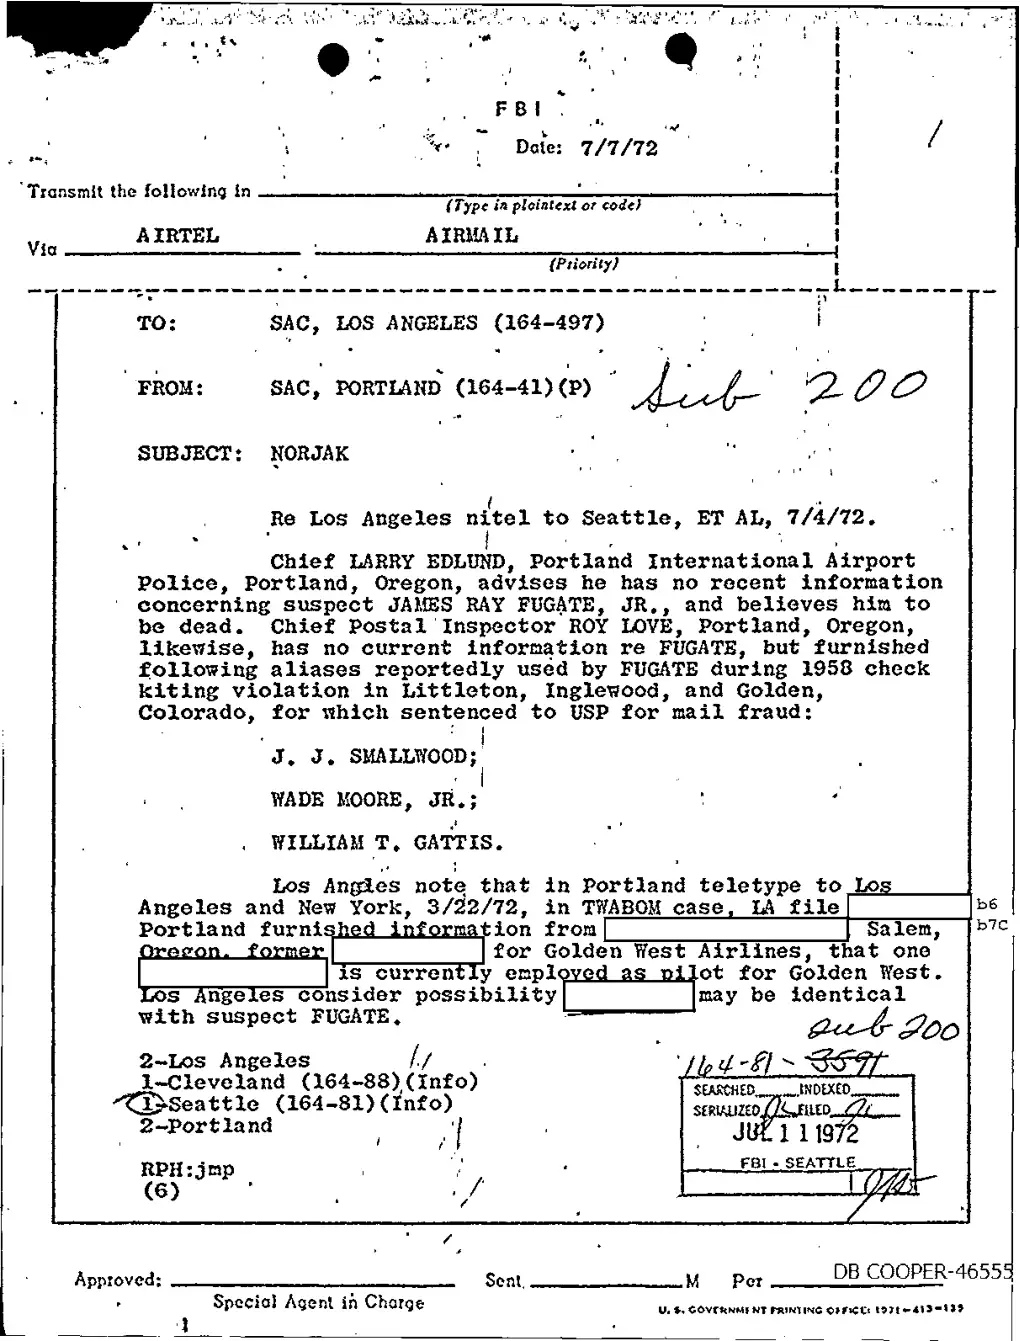 FBI
Date: 7/7/72
/
Transmit the following in
(Type in plaintext or code)
Via AIRTEL AIRMAIL
(Priority)
TO: SAC, LOS ANGELES (164-497)
FROM: SAC, PORTLAND (164-41)(P)
Sub 200
SUBJECT: NORJAK
Re Los Angeles nitel to Seattle, ET AL, 7/4/72.
Chief LARRY EDLUND, Portland International Airport
Police, Portland, Oregon, advises he has no recent information
concerning suspect JAMES RAY FUGATE, JR., and believes him to
be dead. Chief Postal Inspector ROY LOVE, Portland, Oregon,
likewise, has no current information re FUGATE, but furnished
following aliases reportedly used by FUGATE during 1958 check
kiting violation in Littleton, Inglewood, and Golden,
Colorado, for which sentenced to USP for mail fraud:
J. J. SMALLWOOD;
WADE MOORE, JR.;
WILLIAM T. GATTIS.
Los Angles note that in Portland teletype to Los
Angeles and New York, 3/22/72, in TWABOM case, LA file
b6
Portland furnished information from , Salem,
b7C
Oregon, former for Golden West Airlines, that one
is currently employed as pilot for Golden West.
Los Angeles consider possibility may be identical
with suspect FUGATE.
sub 200
2-Los Angeles
1-Cleveland (164-88)(Info)
1-Seattle (164-81)(Info)
2-Portland
RPH:jmp
(6)
164-81-3591
SEARCHED INDEXED
SERIALIZED FILED
JUL 11 1972
FBI - SEATTLE
Approved: Sent M Per
Special Agent in Charge
DB COOPER-46555
U. S. GOVERNMENT PRINTING OFFICE: 1971-413-135
1